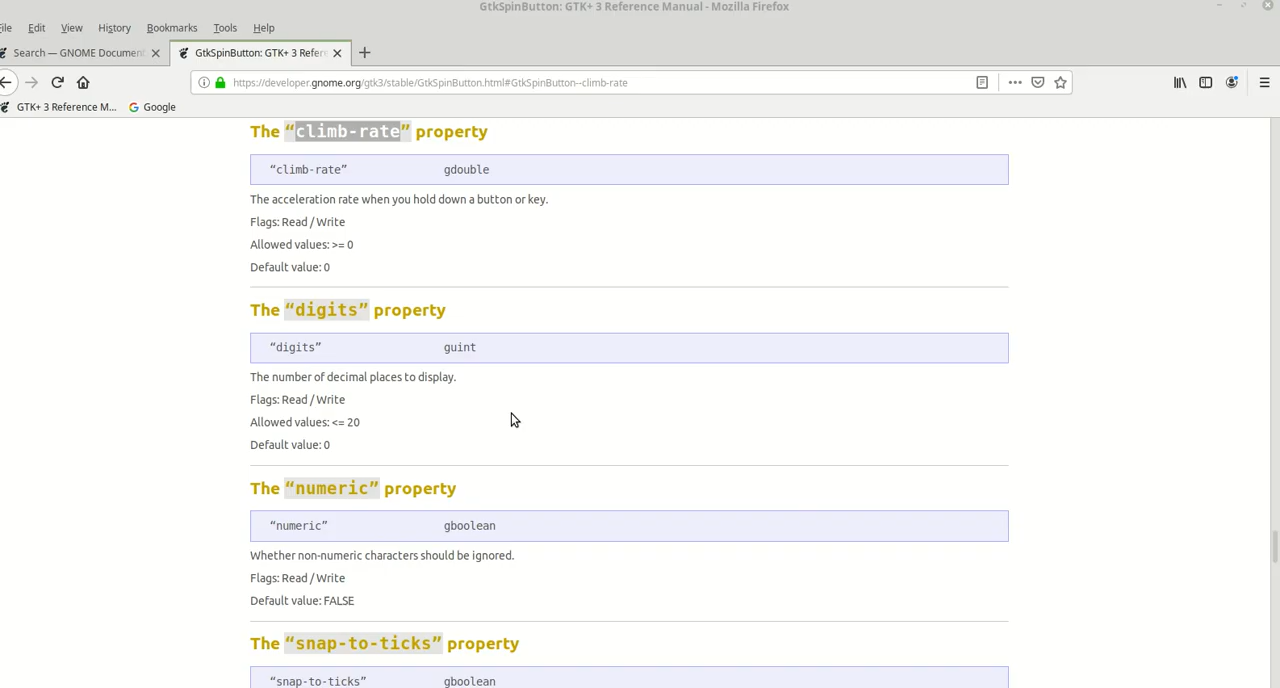 GtkSpinButton: GTK+ 3 Reference Manual - Mozilla Firefox
File Edit View History Bookmarks Tools Help
Search — GNOME Document
GtkSpinButton: GTK+ 3 Refere
https://developer.gnome.org/gtk3/stable/GtkSpinButton.html#GtkSpinButton--climb-rate
GTK+ 3 Reference M... Google
The “climb-rate” property
“climb-rate” gdouble
The acceleration rate when you hold down a button or key.
Flags: Read / Write
Allowed values: >= 0
Default value: 0
The “digits” property
“digits” guint
The number of decimal places to display.
Flags: Read / Write
Allowed values: <= 20
Default value: 0
The “numeric” property
“numeric” gboolean
Whether non-numeric characters should be ignored.
Flags: Read / Write
Default value: FALSE
The “snap-to-ticks” property
“snap-to-ticks” gboolean